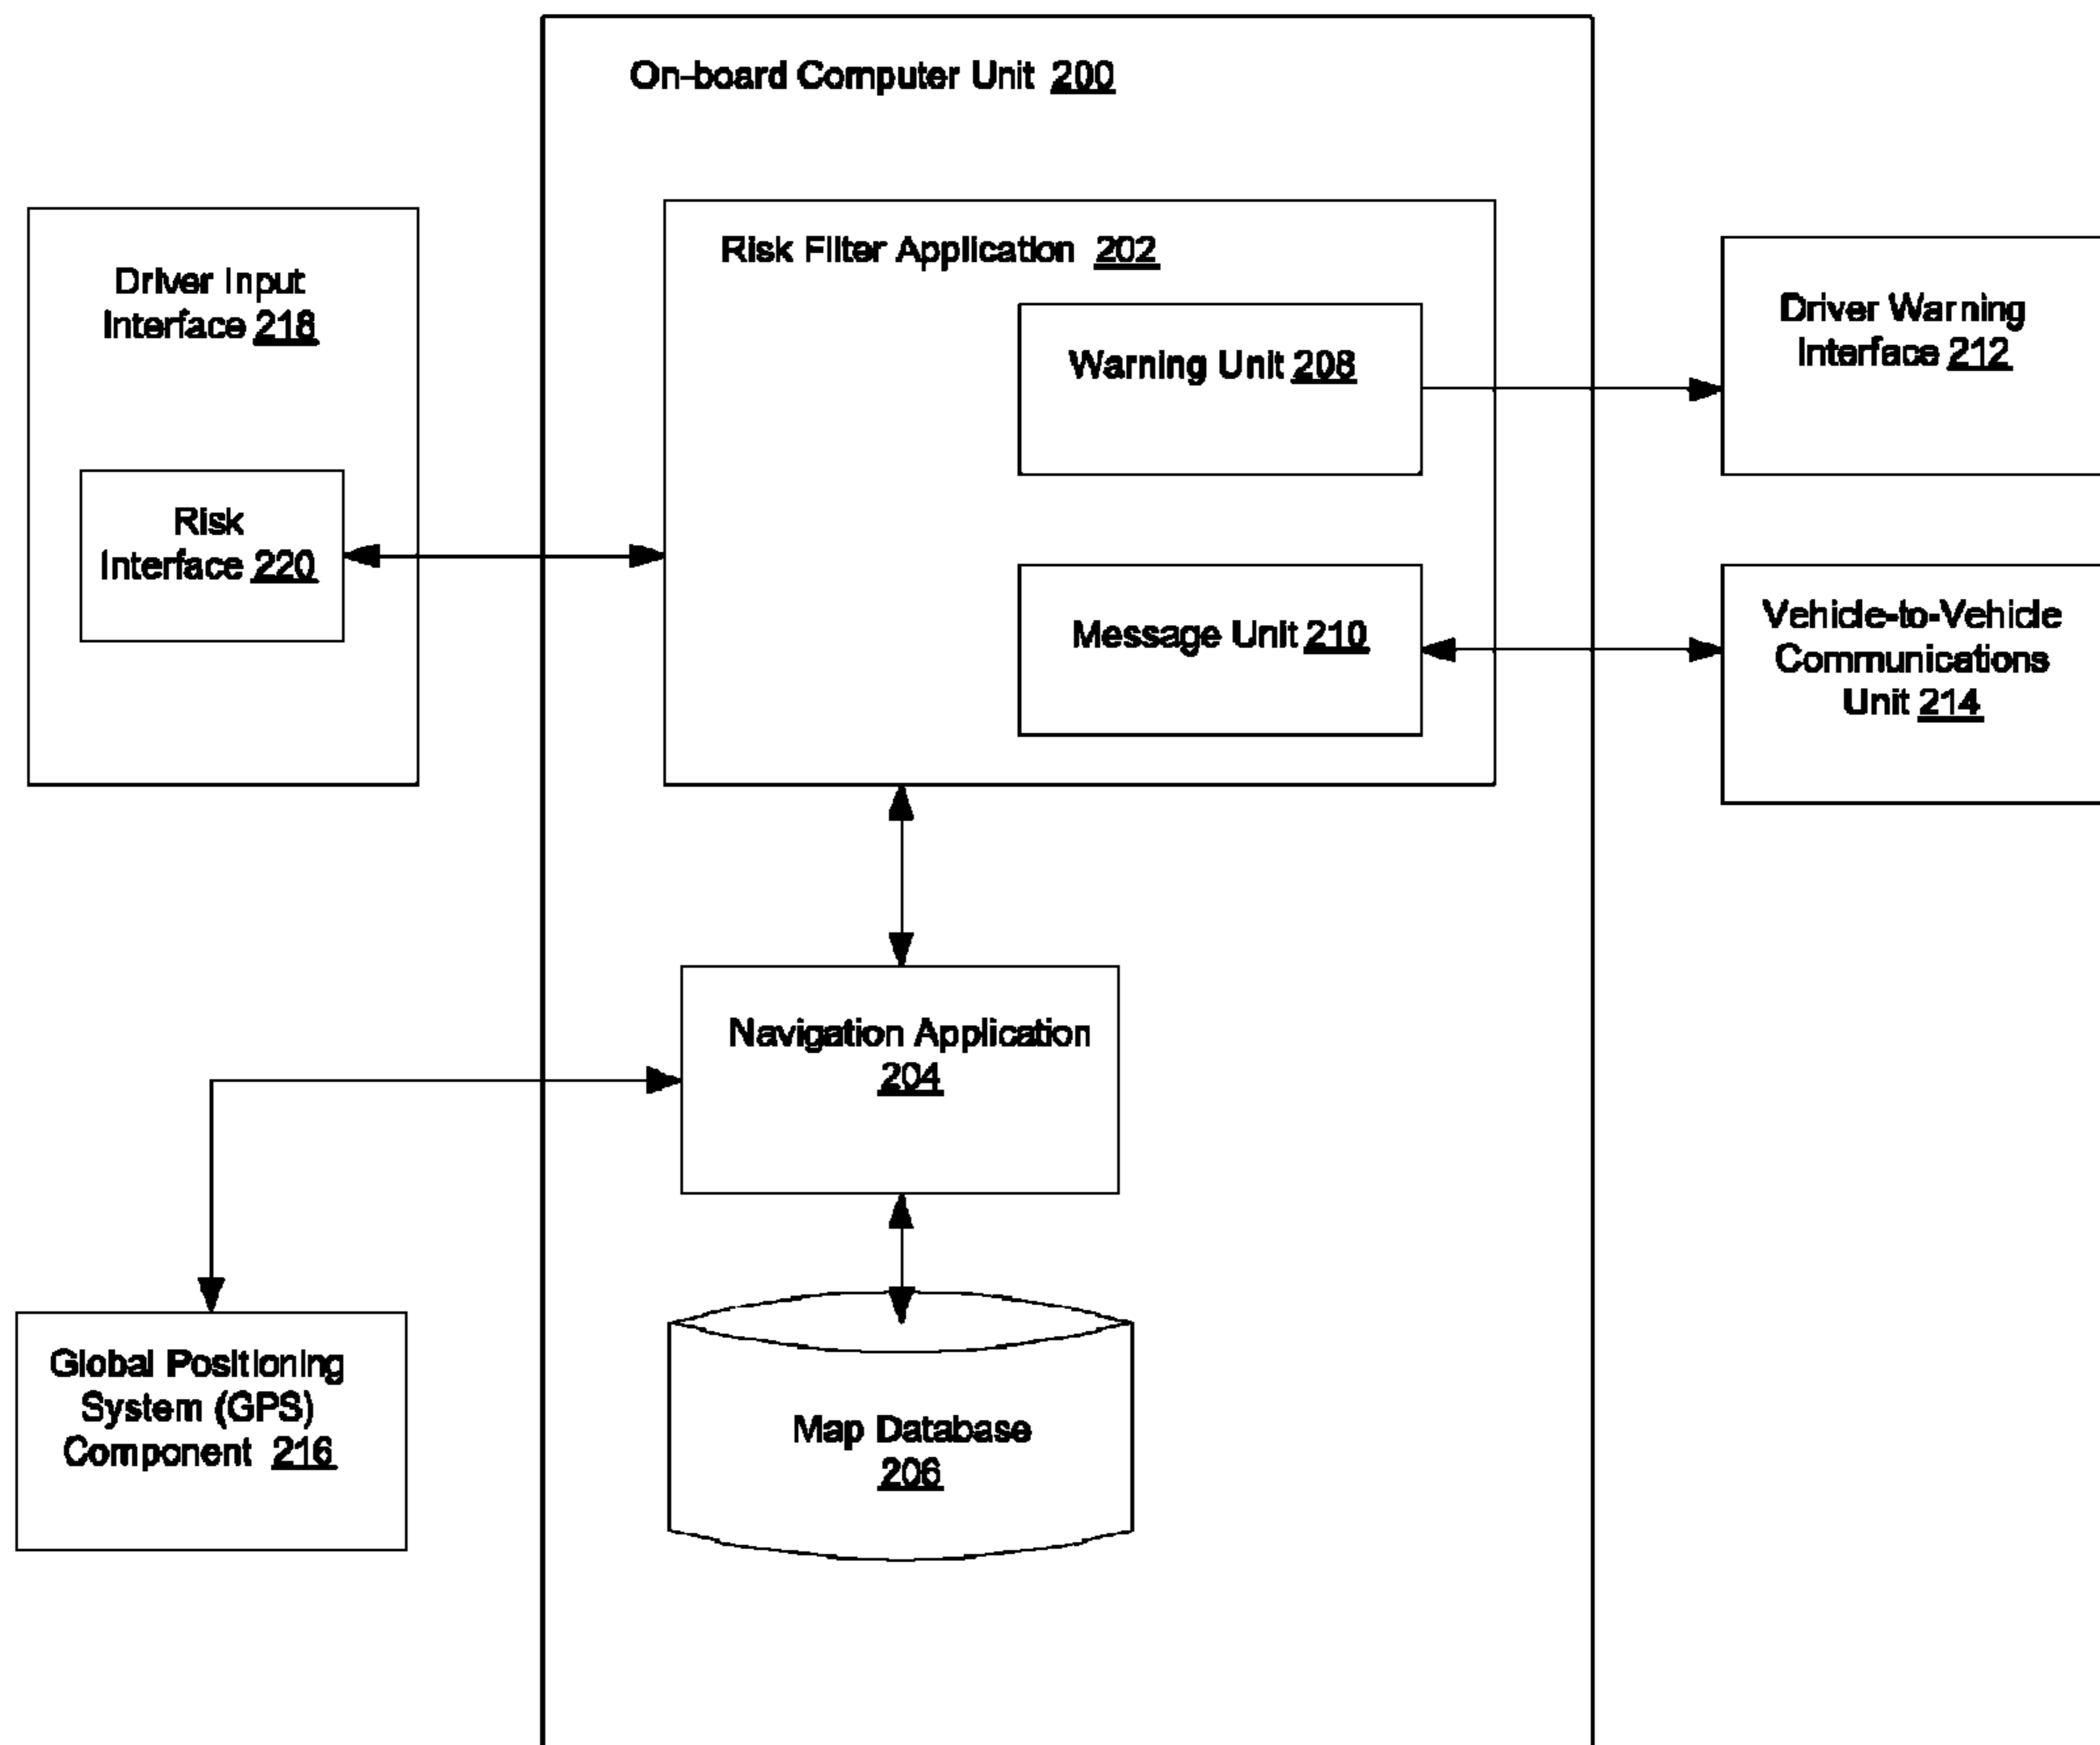 On-board Computer Unit 200
Driver Input
Interface 218
Risk
Interface 220
Risk Filter Application 202
Warning Unit 208
Message Unit 210
Driver Warning
Interface 212
Vehicle-to-Vehicle
Communications
Unit 214
Navigation Application
204
Global Positioning
System (GPS)
Component 216
Map Database
206